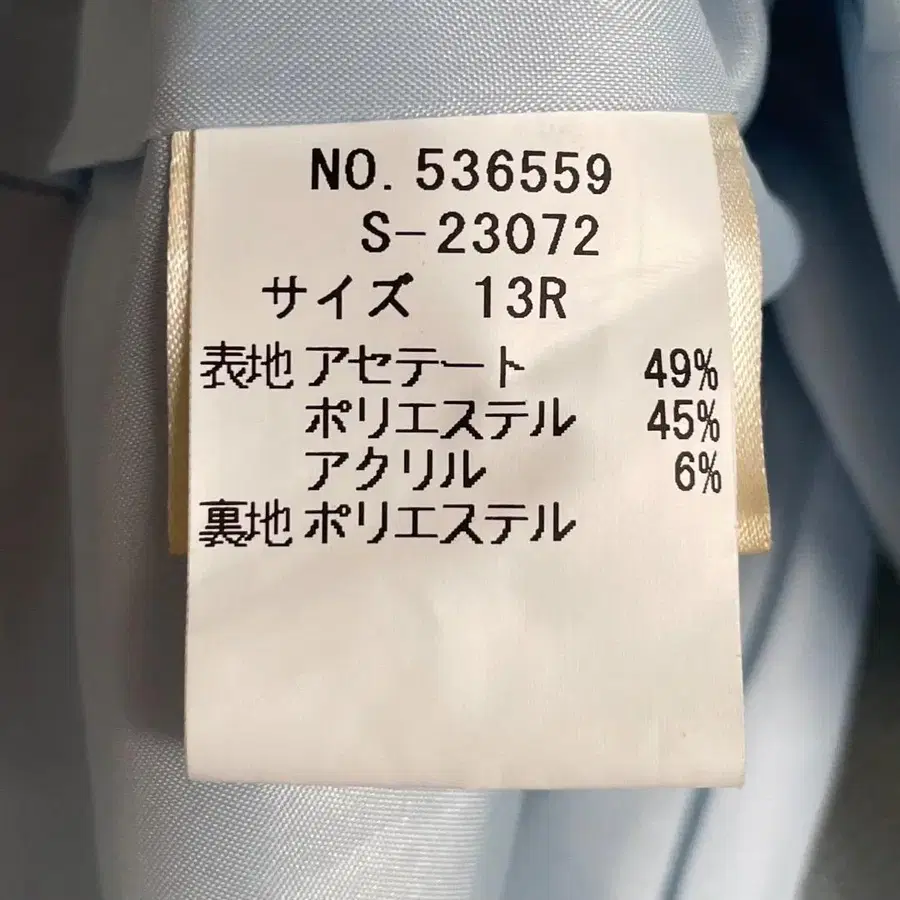 NO. 536559
S-23072
サイズ 13R
表地 アセテート 49%
ポリエステル 45%
アクリル 6%
裏地 ポリエステル